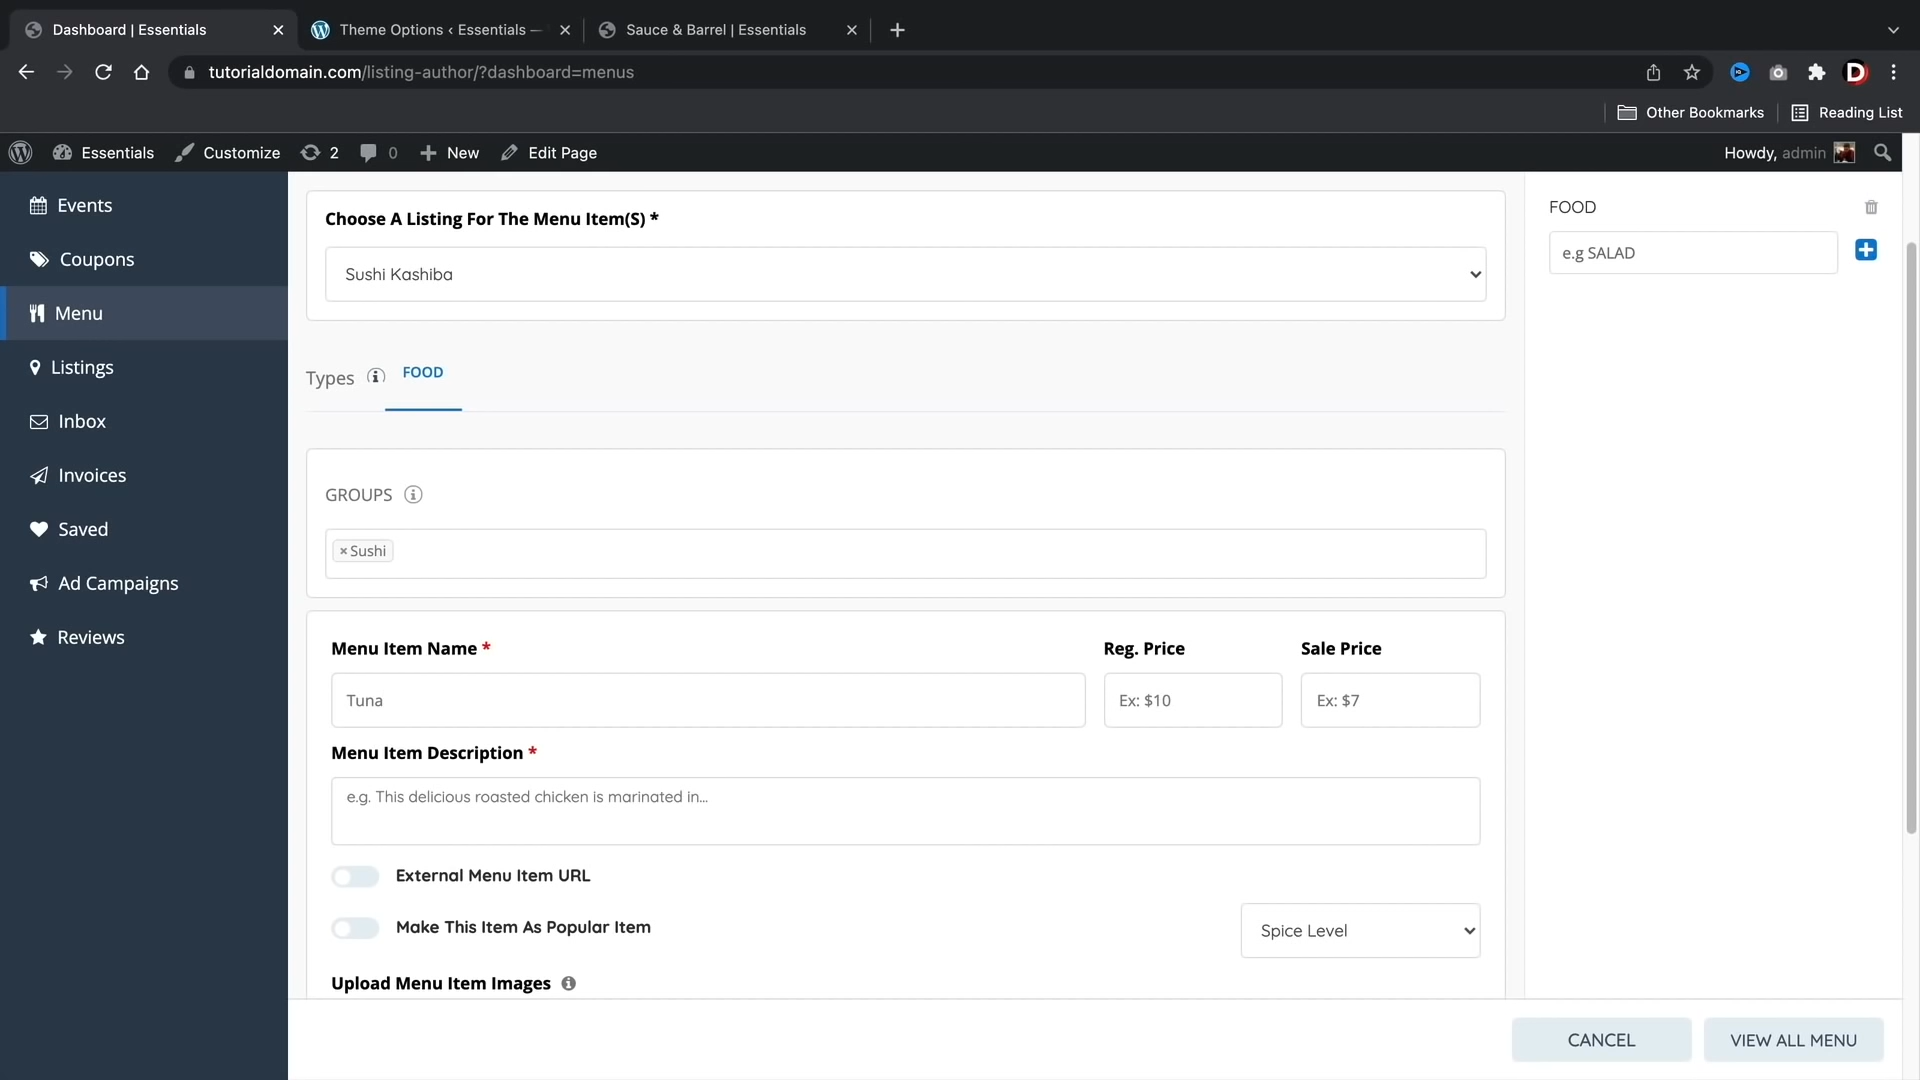 Dashboard | Essentials
Theme Options ‹ Essentials —
Sauce & Barrel | Essentials
tutorialdomain.com/listing-author/?dashboard=menus
Other Bookmarks
Reading List
Essentials
Customize
2
0
New
Edit Page
Howdy, admin
Events
Coupons
Menu
Listings
Inbox
Invoices
Saved
Ad Campaigns
Reviews
Choose A Listing For The Menu Item(S) *
Sushi Kashiba
Types
FOOD
GROUPS
× Sushi
Menu Item Name *
Reg. Price
Sale Price
Tuna
Ex: $10
Ex: $7
Menu Item Description *
e.g. This delicious roasted chicken is marinated in...
External Menu Item URL
Make This Item As Popular Item
Spice Level
Upload Menu Item Images
FOOD
e.g SALAD
CANCEL
VIEW ALL MENU